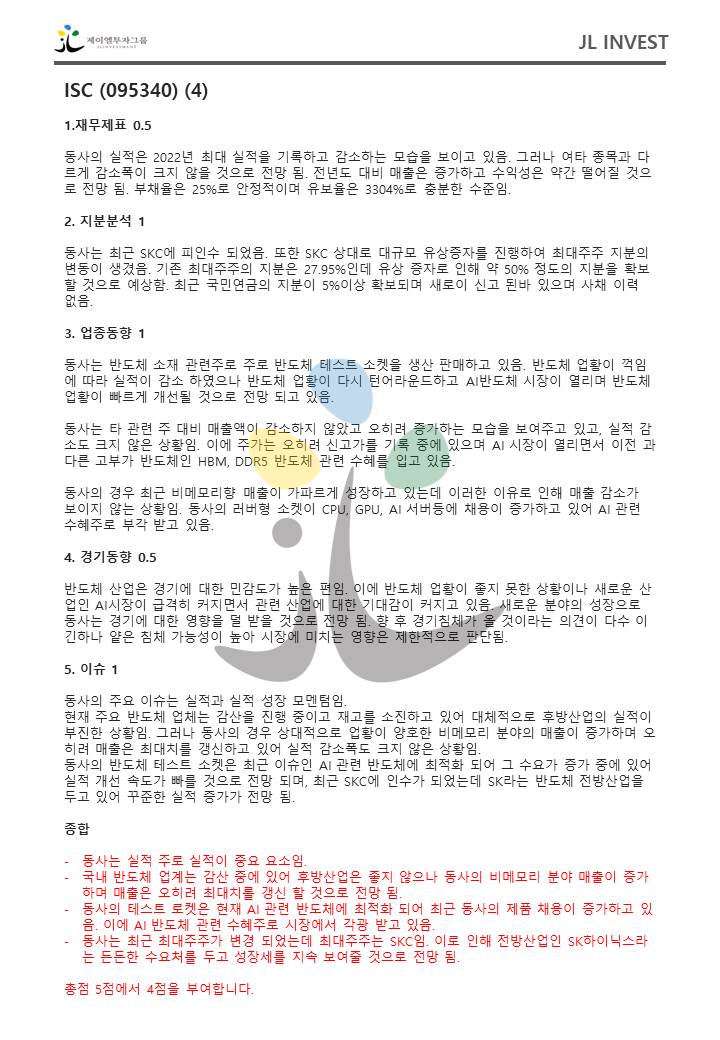 제이엘투자그룹
JLINVESTMENT
JL INVEST
ISC (095340) (4)
1.재무제표 0.5
동사의 실적은 2022년 최대 실적을 기록하고 감소하는 모습을 보이고 있음. 그러나 여타 종목과 다
르게 감소폭이 크지 않을 것으로 전망 됨. 전년도 대비 매출은 증가하고 수익성은 약간 떨어질 것으
로 전망 됨. 부채율은 25%로 안정적이며 유보율은 3304%로 충분한 수준임.
2. 지분분석 1
동사는 최근 SKC에 피인수 되었음. 또한 SKC 상대로 대규모 유상증자를 진행하여 최대주주 지분의
변동이 생겼음. 기존 최대주주의 지분은 27.95%인데 유상 증자로 인해 약 50% 정도의 지분을 확보
할 것으로 예상함. 최근 국민연금의 지분이 5%이상 확보되며 새로이 신고 된바 있으며 사채 이력
없음.
3. 업종동향 1
동사는 반도체 소재 관련주로 주로 반도체 테스트 소켓을 생산 판매하고 있음. 반도체 업황이 꺽임
에 따라 실적이 감소 하였으나 반도체 업황이 다시 턴어라운드하고 AI반도체 시장이 열리며 반도체
업황이 빠르게 개선될 것으로 전망 되고 있음.
동사는 타 관련 주 대비 매출액이 감소하지 않았고 오히려 증가하는 모습을 보여주고 있고, 실적 감
소도 크지 않은 상황임. 이에 주가는 오히려 신고가를 기록 중에 있으며 AI 시장이 열리면서 이전 과
다른 고부가 반도체인 HBM, DDR5 반도체 관련 수혜를 입고 있음.
동사의 경우 최근 비메모리향 매출이 가파르게 성장하고 있는데 이러한 이유로 인해 매출 감소가
보이지 않는 상황임. 동사의 러버형 소켓이 CPU, GPU, AI 서버등에 채용이 증가하고 있어 AI 관련
수혜주로 부각 받고 있음.
4. 경기동향 0.5
반도체 산업은 경기에 대한 민감도가 높은 편임. 이에 반도체 업황이 좋지 못한 상황이나 새로운 산
업인 AI시장이 급격히 커지면서 관련 산업에 대한 기대감이 커지고 있음. 새로운 분야의 성장으로
동사는 경기에 대한 영향을 덜 받을 것으로 전망 됨. 향 후 경기침체가 올 것이라는 의견이 다수 이
긴하나 얕은 침체 가능성이 높아 시장에 미치는 영향은 제한적으로 판단됨.
5. 이슈 1
동사의 주요 이슈는 실적과 실적 성장 모멘텀임.
현재 주요 반도체 업체는 감산을 진행 중이고 재고를 소진하고 있어 대체적으로 후방산업의 실적이
부진한 상황임. 그러나 동사의 경우 상대적으로 업황이 양호한 비메모리 분야의 매출이 증가하며 오
히려 매출은 최대치를 갱신하고 있어 실적 감소폭도 크지 않은 상황임.
동사의 반도체 테스트 소켓은 최근 이슈인 AI 관련 반도체에 최적화 되어 그 수요가 증가 중에 있어
실적 개선 속도가 빠를 것으로 전망 되며, 최근 SKC에 인수가 되었는데 SK라는 반도체 전방산업을
두고 있어 꾸준한 실적 증가가 전망 됨.
종합
- 동사는 실적 주로 실적이 중요 요소임.
- 국내 반도체 업계는 감산 중에 있어 후방산업은 좋지 않으나 동사의 비메모리 분야 매출이 증가
하며 매출은 오히려 최대치를 갱신 할 것으로 전망 됨.
- 동사의 테스트 로켓은 현재 AI 관련 반도체에 최적화 되어 최근 동사의 제품 채용이 증가하고 있
음. 이에 AI 반도체 관련 수혜주로 시장에서 각광 받고 있음.
- 동사는 최근 최대주주가 변경 되었는데 최대주주는 SKC임. 이로 인해 전방산업인 SK하이닉스라
는 든든한 수요처를 두고 성장세를 지속 보여줄 것으로 전망 됨.
총점 5점에서 4점을 부여합니다.